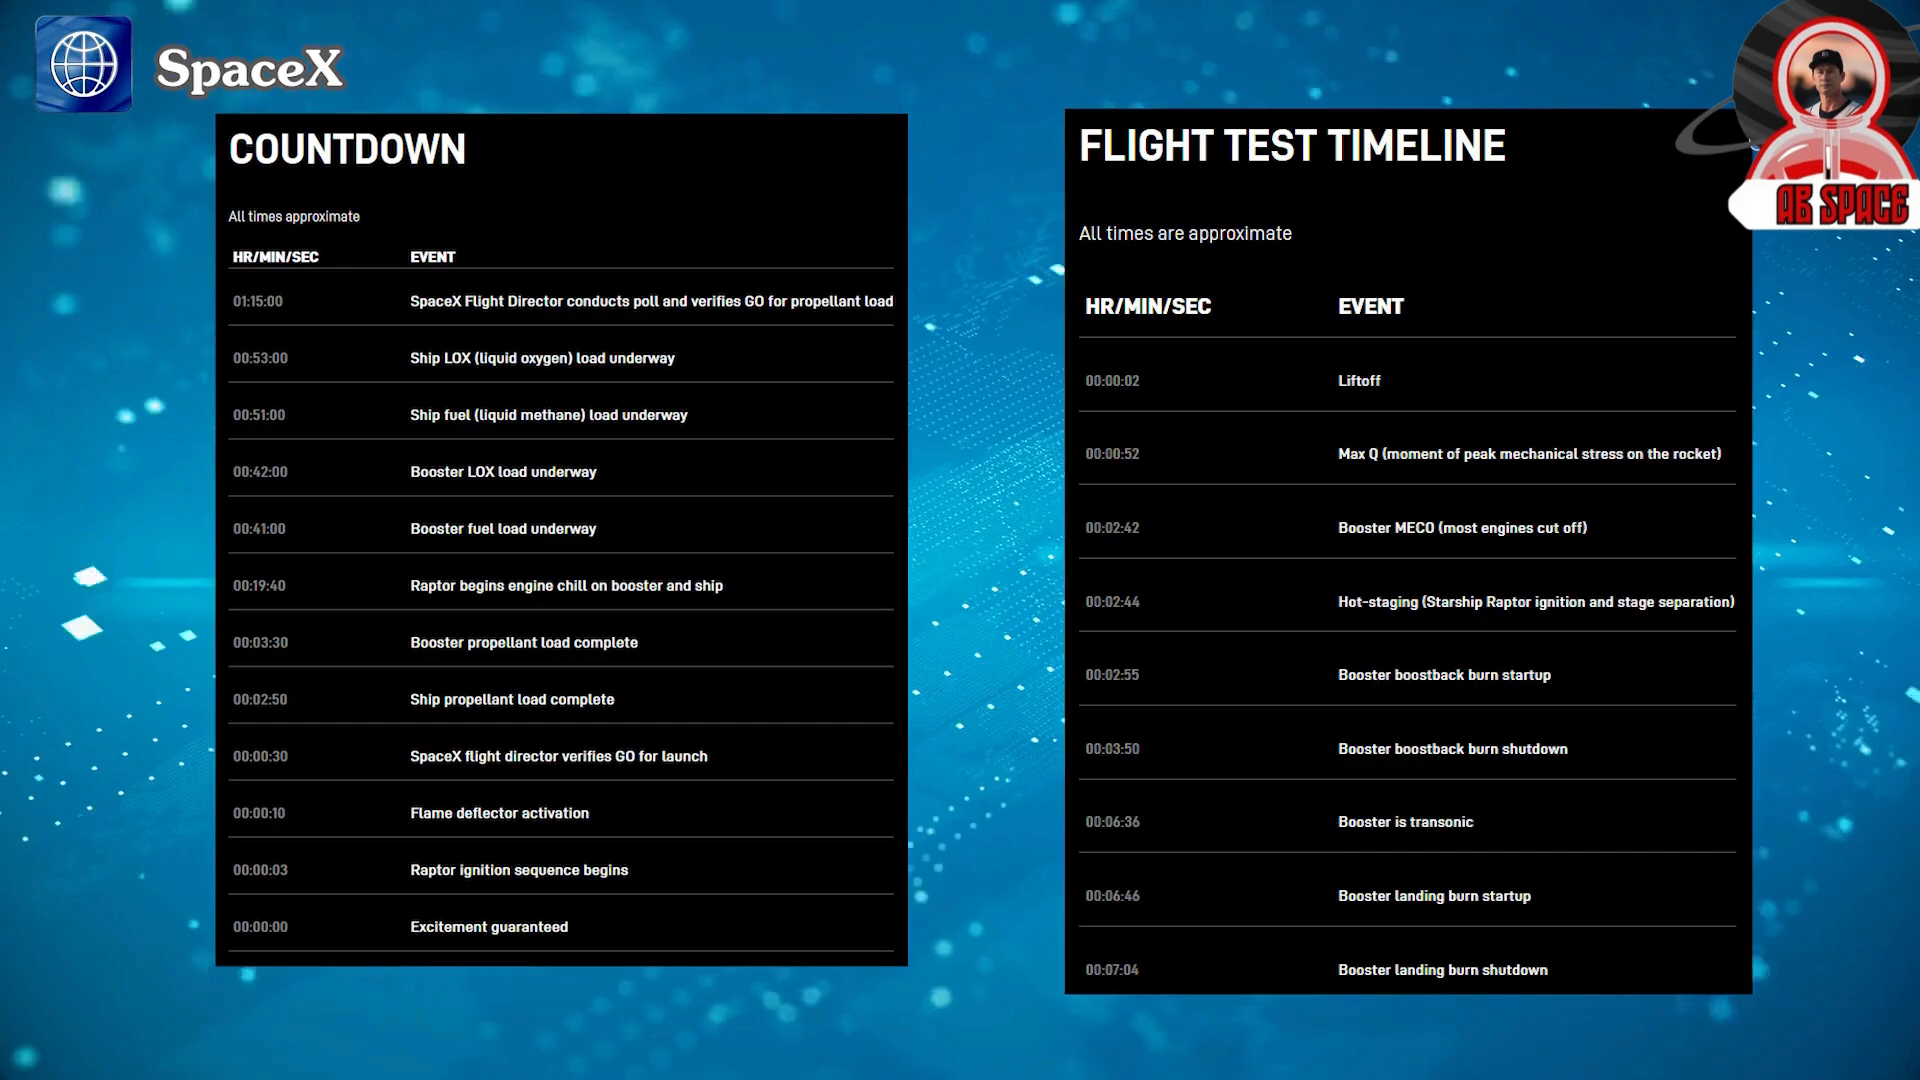 SpaceX
AB SPACE
COUNTDOWN
All times approximate
HR/MIN/SEC EVENT
01:15:00 SpaceX Flight Director conducts poll and verifies GO for propellant load
00:53:00 Ship LOX (liquid oxygen) load underway
00:51:00 Ship fuel (liquid methane) load underway
00:42:00 Booster LOX load underway
00:41:00 Booster fuel load underway
00:19:40 Raptor begins engine chill on booster and ship
00:03:30 Booster propellant load complete
00:02:50 Ship propellant load complete
00:00:30 SpaceX flight director verifies GO for launch
00:00:10 Flame deflector activation
00:00:03 Raptor ignition sequence begins
00:00:00 Excitement guaranteed
FLIGHT TEST TIMELINE
All times are approximate
HR/MIN/SEC EVENT
00:00:02 Liftoff
00:00:52 Max Q (moment of peak mechanical stress on the rocket)
00:02:42 Booster MECO (most engines cut off)
00:02:44 Hot-staging (Starship Raptor ignition and stage separation)
00:02:55 Booster boostback burn startup
00:03:50 Booster boostback burn shutdown
00:06:36 Booster is transonic
00:06:46 Booster landing burn startup
00:07:04 Booster landing burn shutdown